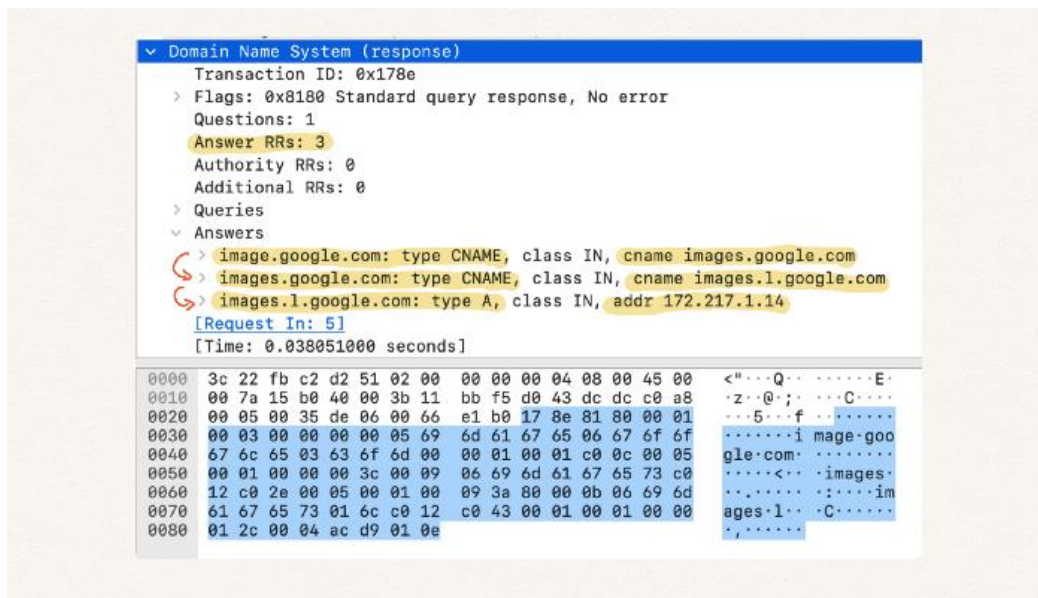 Domain Name System (response)
Transaction ID: 0x178e
Flags: 0x8180 Standard query response, No error
Questions: 1
Answer RRs: 3
Authority RRs: 0
Additional RRs: 0
Queries
Answers
image.google.com: type CNAME, class IN, cname images.google.com
images.google.com: type CNAME, class IN, cname images.l.google.com
images.l.google.com: type A, class IN, addr 172.217.1.14
[Request In: 5]
[Time: 0.038051000 seconds]
0000 3c 22 fb c2 d2 51 02 00 00 00 00 04 08 00 45 00 <"···Q·· ······E·
0010 00 7a 15 b0 40 00 3b 11 bb f5 d0 43 dc dc c0 a8 ·z··@·;· ···C····
0020 00 05 00 35 de 06 00 66 e1 b0 17 8e 81 80 00 01 ···5···f ········
0030 00 03 00 00 00 00 05 69 6d 61 67 65 06 67 6f 6f ·······i mage·goo
0040 67 6c 65 03 63 6f 6d 00 00 01 00 01 c0 0c 00 05 gle·com· ········
0050 00 01 00 00 00 3c 00 09 06 69 6d 61 67 65 73 c0 ·····<·· ·images·
0060 12 c0 2e 00 05 00 01 00 09 3a 80 00 0b 06 69 6d ··.····· ·:····im
0070 61 67 65 73 01 6c c0 12 c0 43 00 01 00 01 00 00 ages·l·· ·C······
0080 01 2c 00 04 ac d9 01 0e ·,······